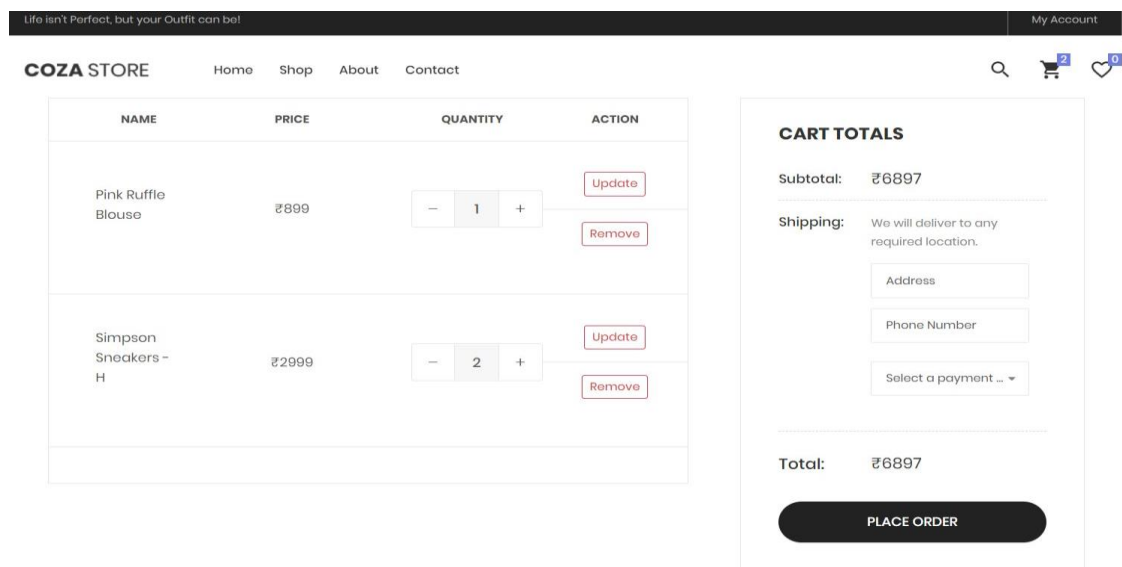 Life isn't Perfect, but your Outfit can be!
My Account
COZA STORE
Home Shop About Contact
2
0
NAME PRICE QUANTITY ACTION
Pink Ruffle
Blouse
₹899
− 1 +
Update
Remove
Simpson
Sneakers -
H
₹2999
− 2 +
Update
Remove
CART TOTALS
Subtotal: ₹6897
Shipping: We will deliver to any
required location.
Address
Phone Number
Select a payment ...
Total: ₹6897
PLACE ORDER